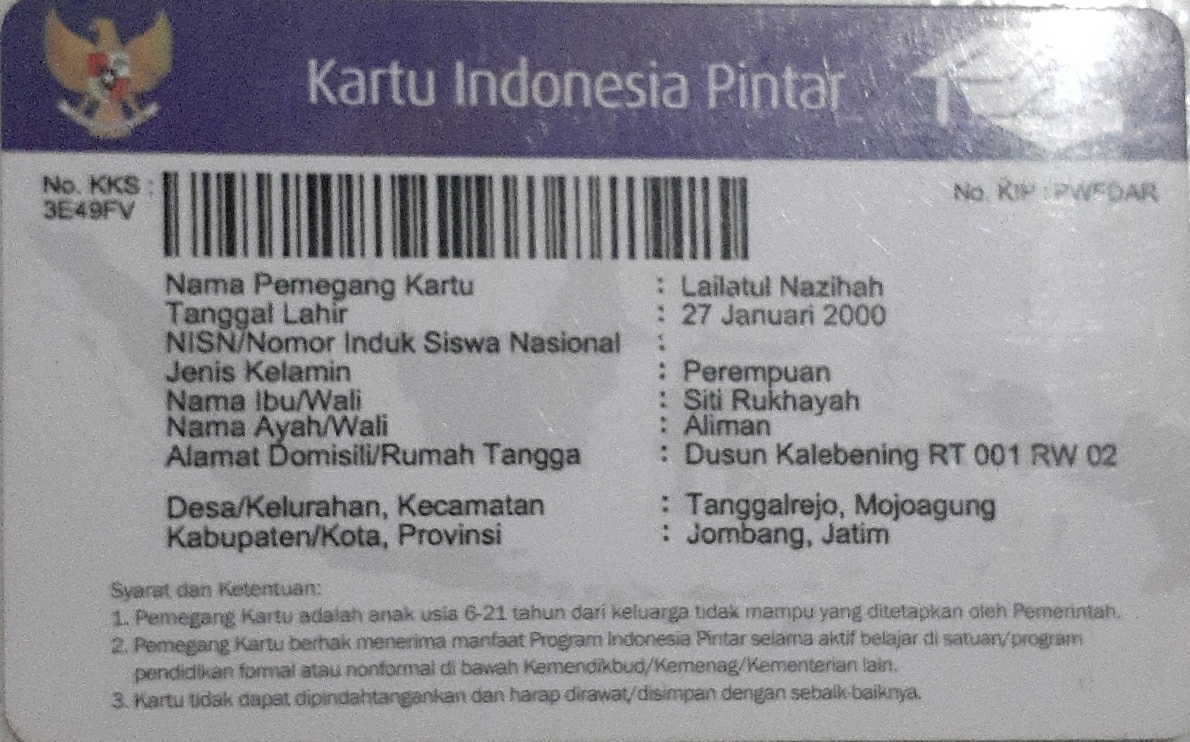 Kartu Indonesia Pintar
No. KKS :
3E49FV
No. KIP : PWFDAR
Nama Pemegang Kartu : Lailatul Nazihah
Tanggal Lahir : 27 Januari 2000
NISN/Nomor Induk Siswa Nasional :
Jenis Kelamin : Perempuan
Nama Ibu/Wali : Siti Rukhayah
Nama Ayah/Wali : Aliman
Alamat Domisili/Rumah Tangga : Dusun Kalebening RT 001 RW 02
Desa/Kelurahan, Kecamatan : Tanggalrejo, Mojoagung
Kabupaten/Kota, Provinsi : Jombang, Jatim
Syarat dan Ketentuan:
1. Pemegang Kartu adalah anak usia 6-21 tahun dari keluarga tidak mampu yang ditetapkan oleh Pemerintah.
2. Pemegang Kartu berhak menerima manfaat Program Indonesia Pintar selama aktif belajar di satuan/program
pendidikan formal atau nonformal di bawah Kemendikbud/Kemenag/Kementerian lain.
3. Kartu tidak dapat dipindahtangankan dan harap dirawat/disimpan dengan sebaik-baiknya.